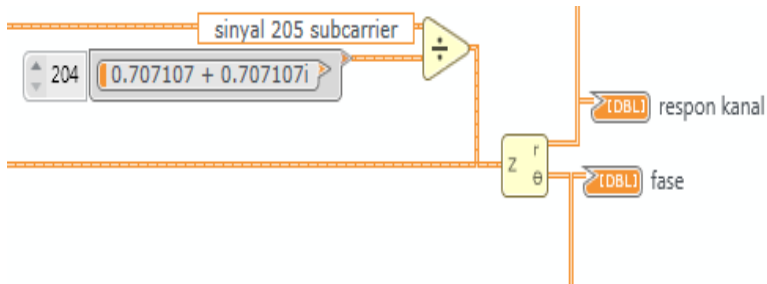 sinyal 205 subcarrier
÷
204
0.707107 + 0.707107i
[DBL] respon kanal
r
Z
θ
[DBL] fase